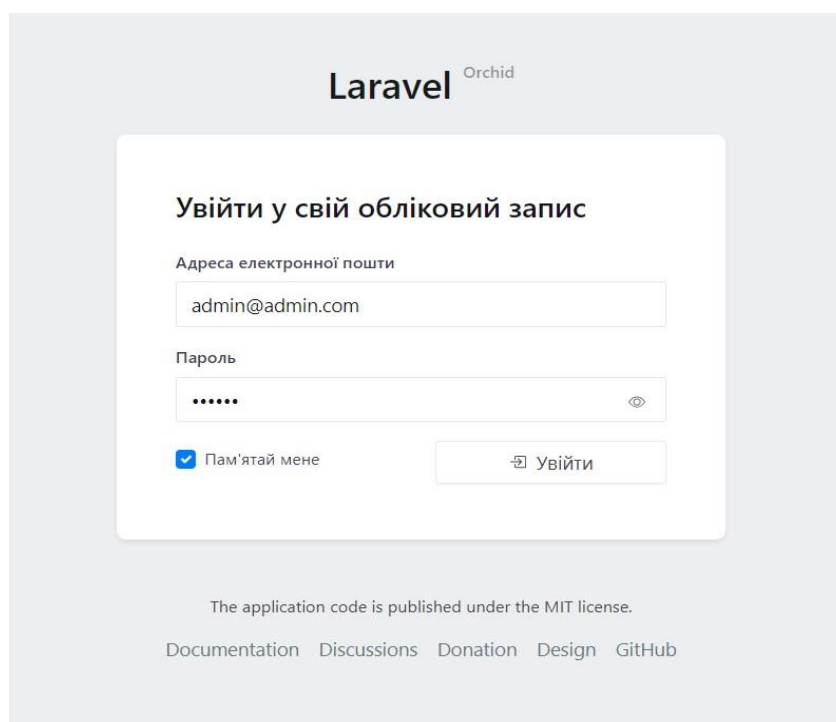 Laravel Orchid
Увійти у свій обліковий запис
Адреса електронної пошти
admin@admin.com
Пароль
••••••
Пам'ятай мене
Увійти
The application code is published under the MIT license.
Documentation Discussions Donation Design GitHub